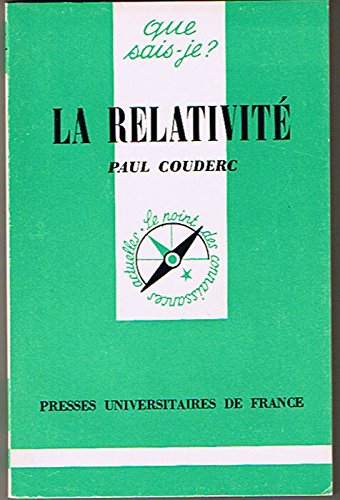 que
sais-je?
LA RELATIVITÉ
PAUL COUDERC
Le point des connaissances actuelles.
PRESSES UNIVERSITAIRES DE FRANCE